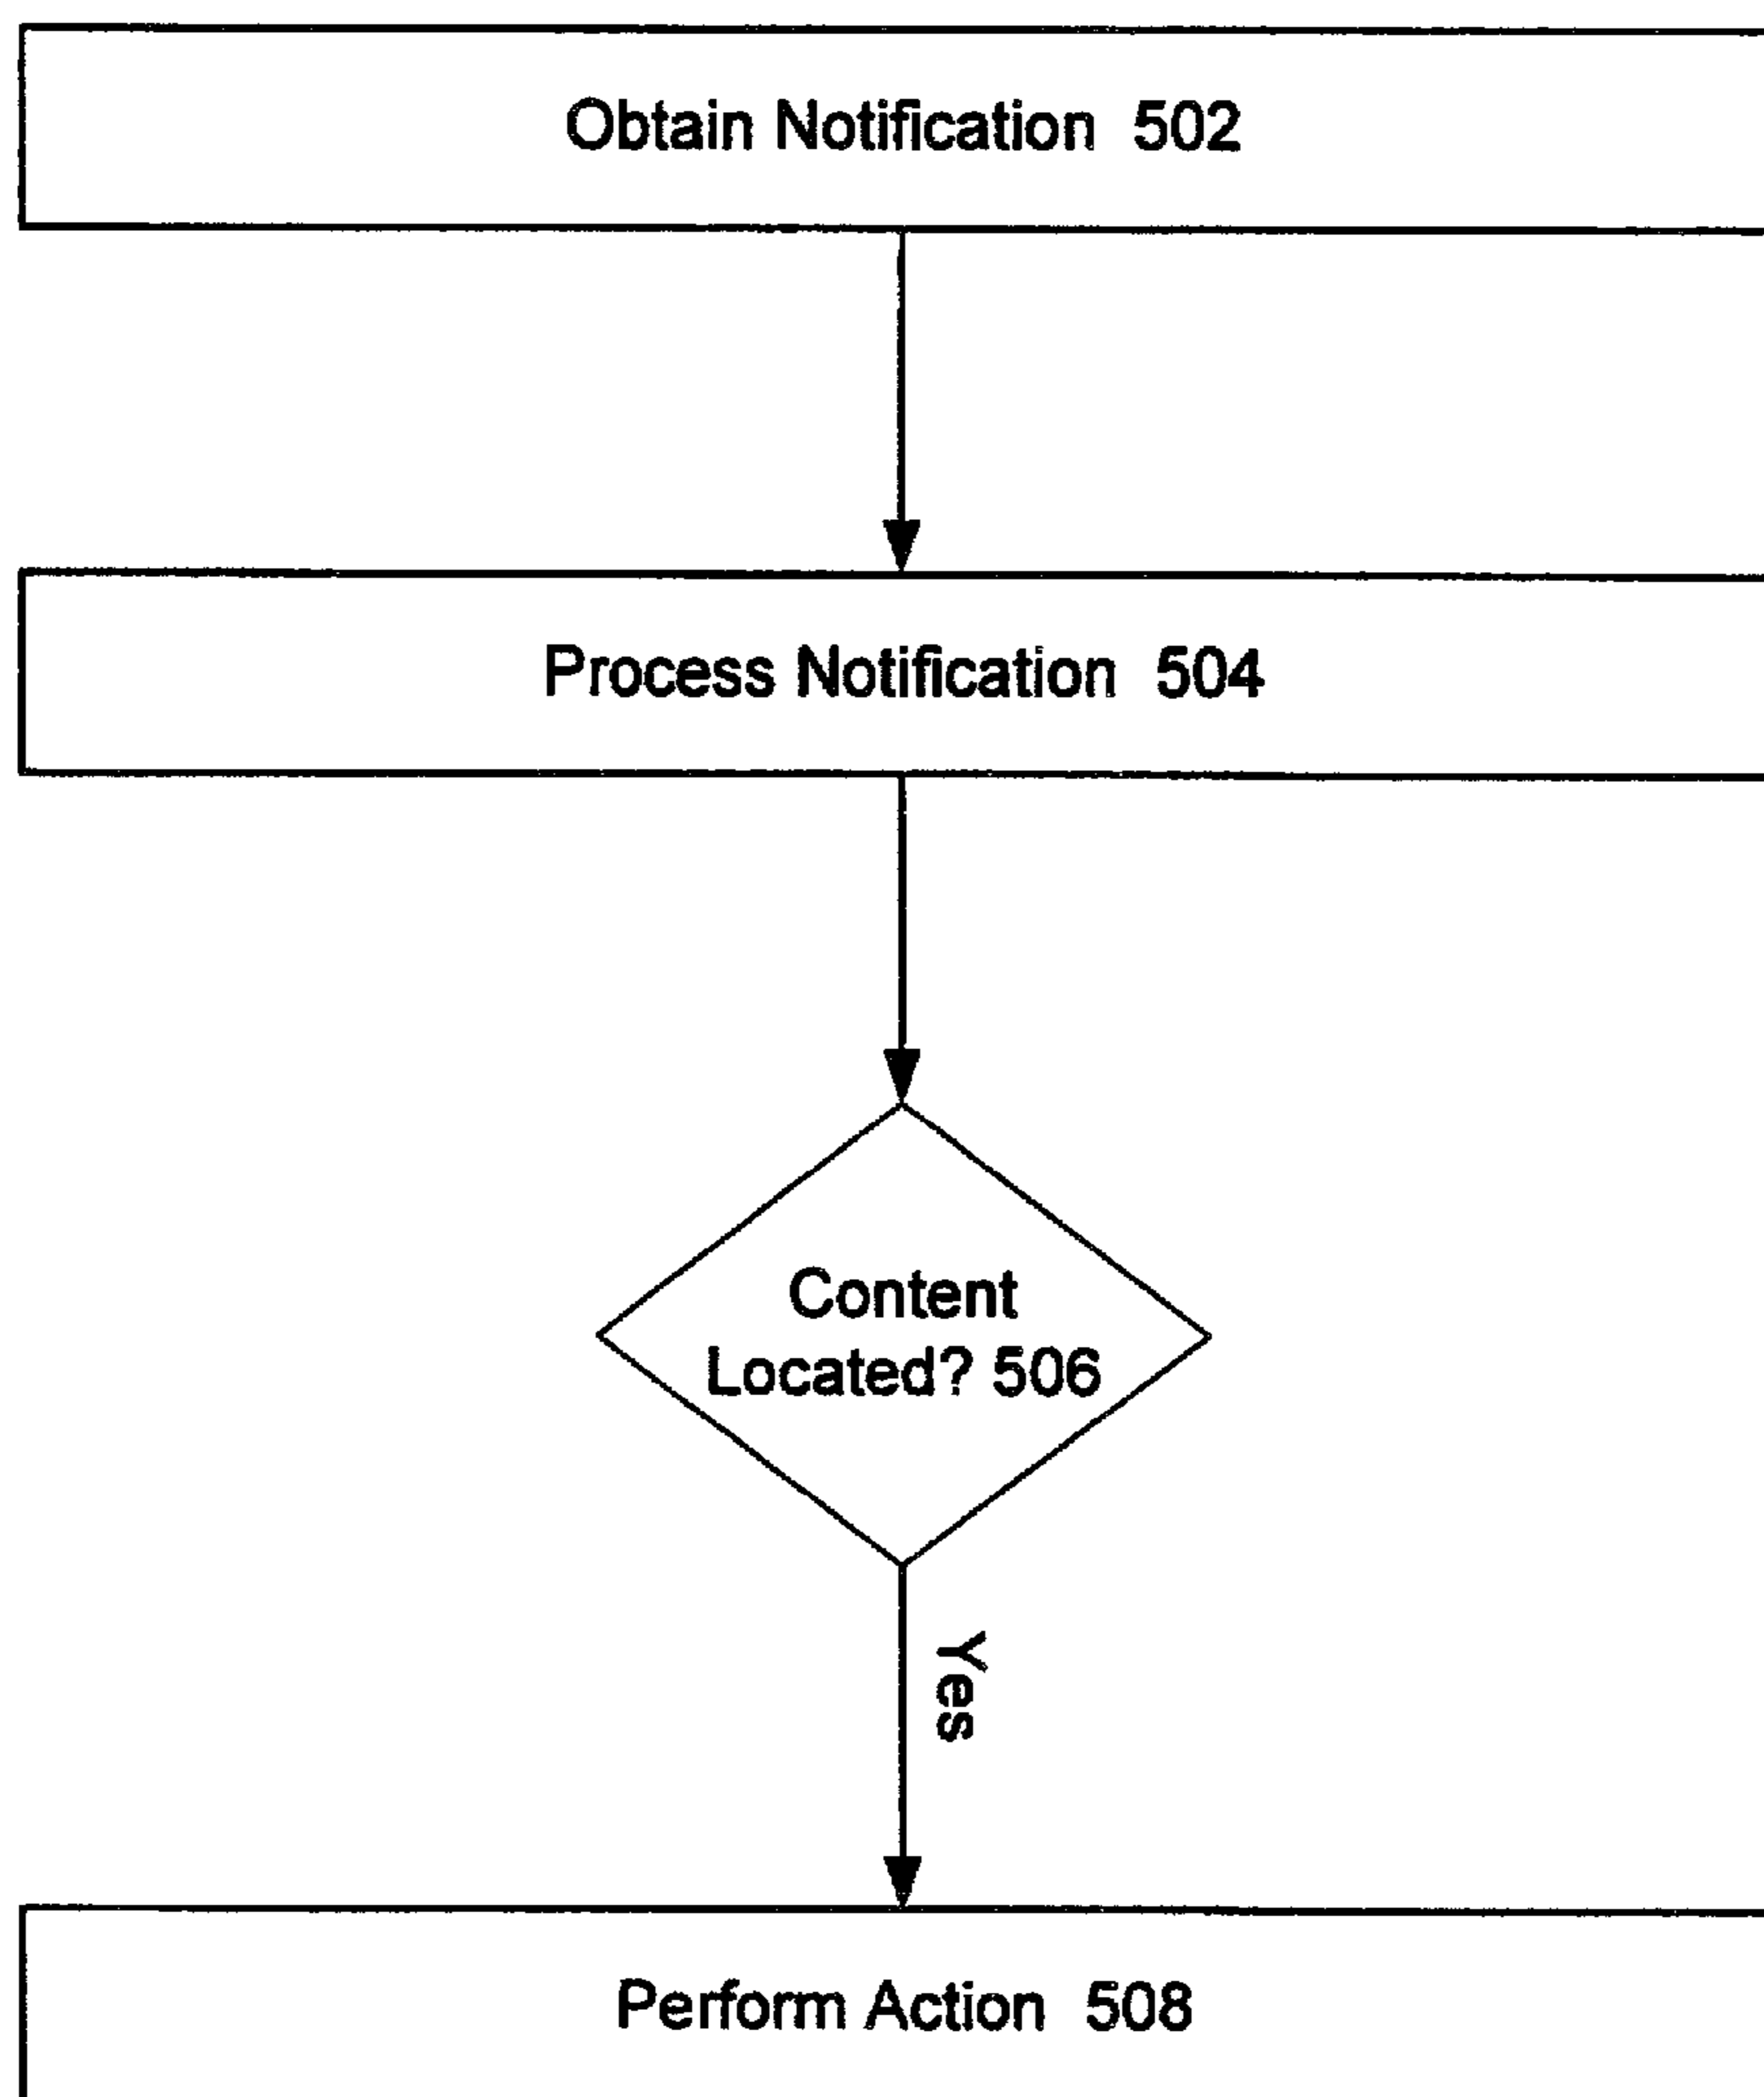 Obtain Notification 502
Process Notification 504
Content
Located? 506
Yes
Perform Action 508